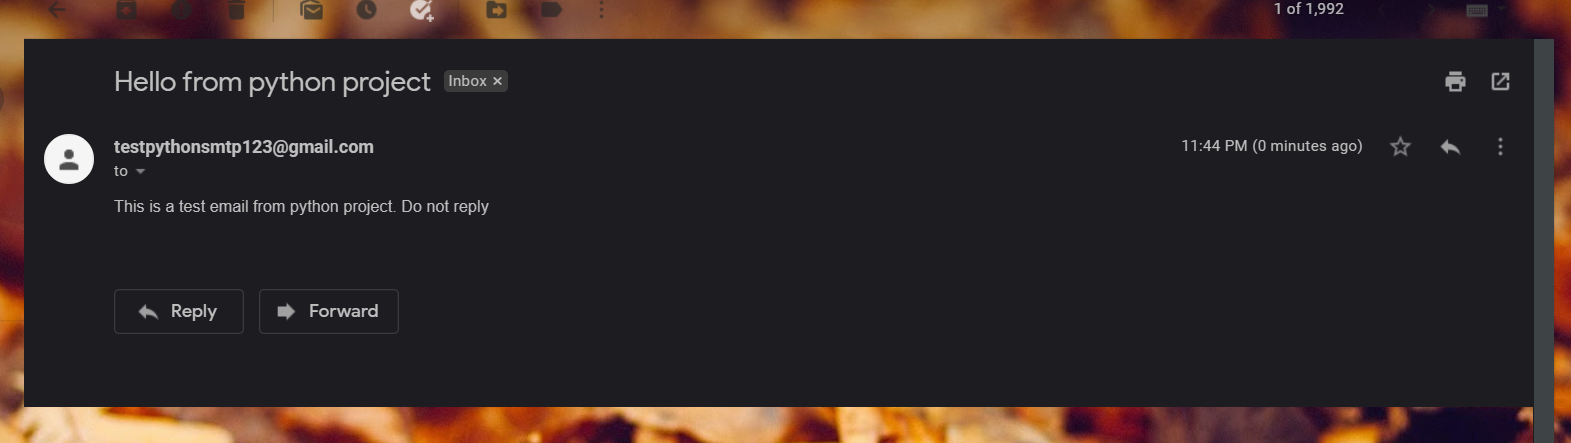 1 of 1,992
Hello from python project Inbox ×
testpythonsmtp123@gmail.com 11:44 PM (0 minutes ago)
to
This is a test email from python project. Do not reply
Reply Forward